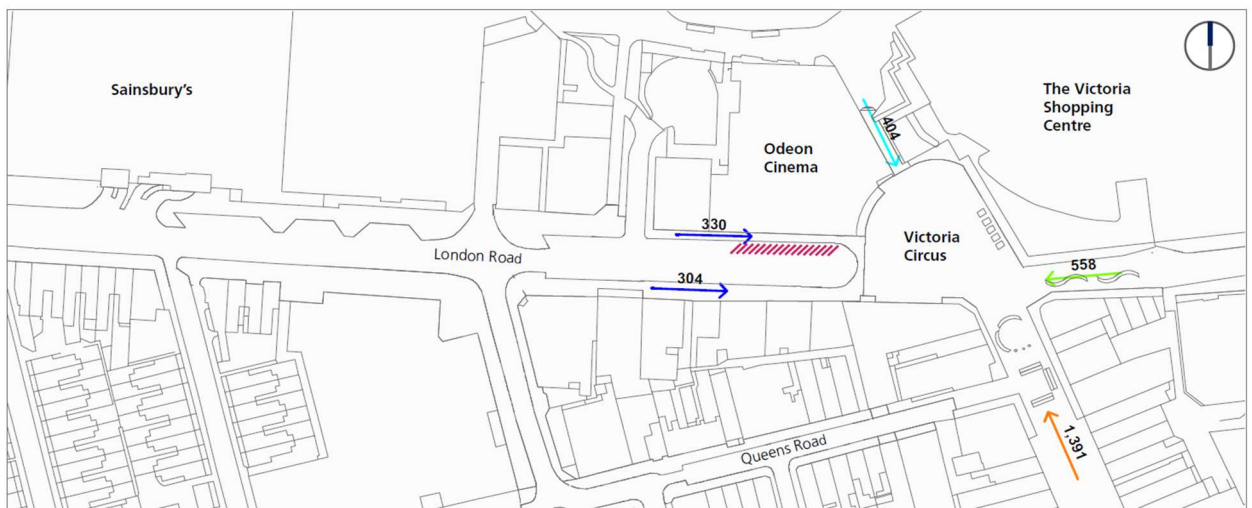 Sainsbury's
The Victoria
Shopping
Centre
404
Odeon
Cinema
330
Victoria
Circus
London Road
558
304
1,391
Queens Road